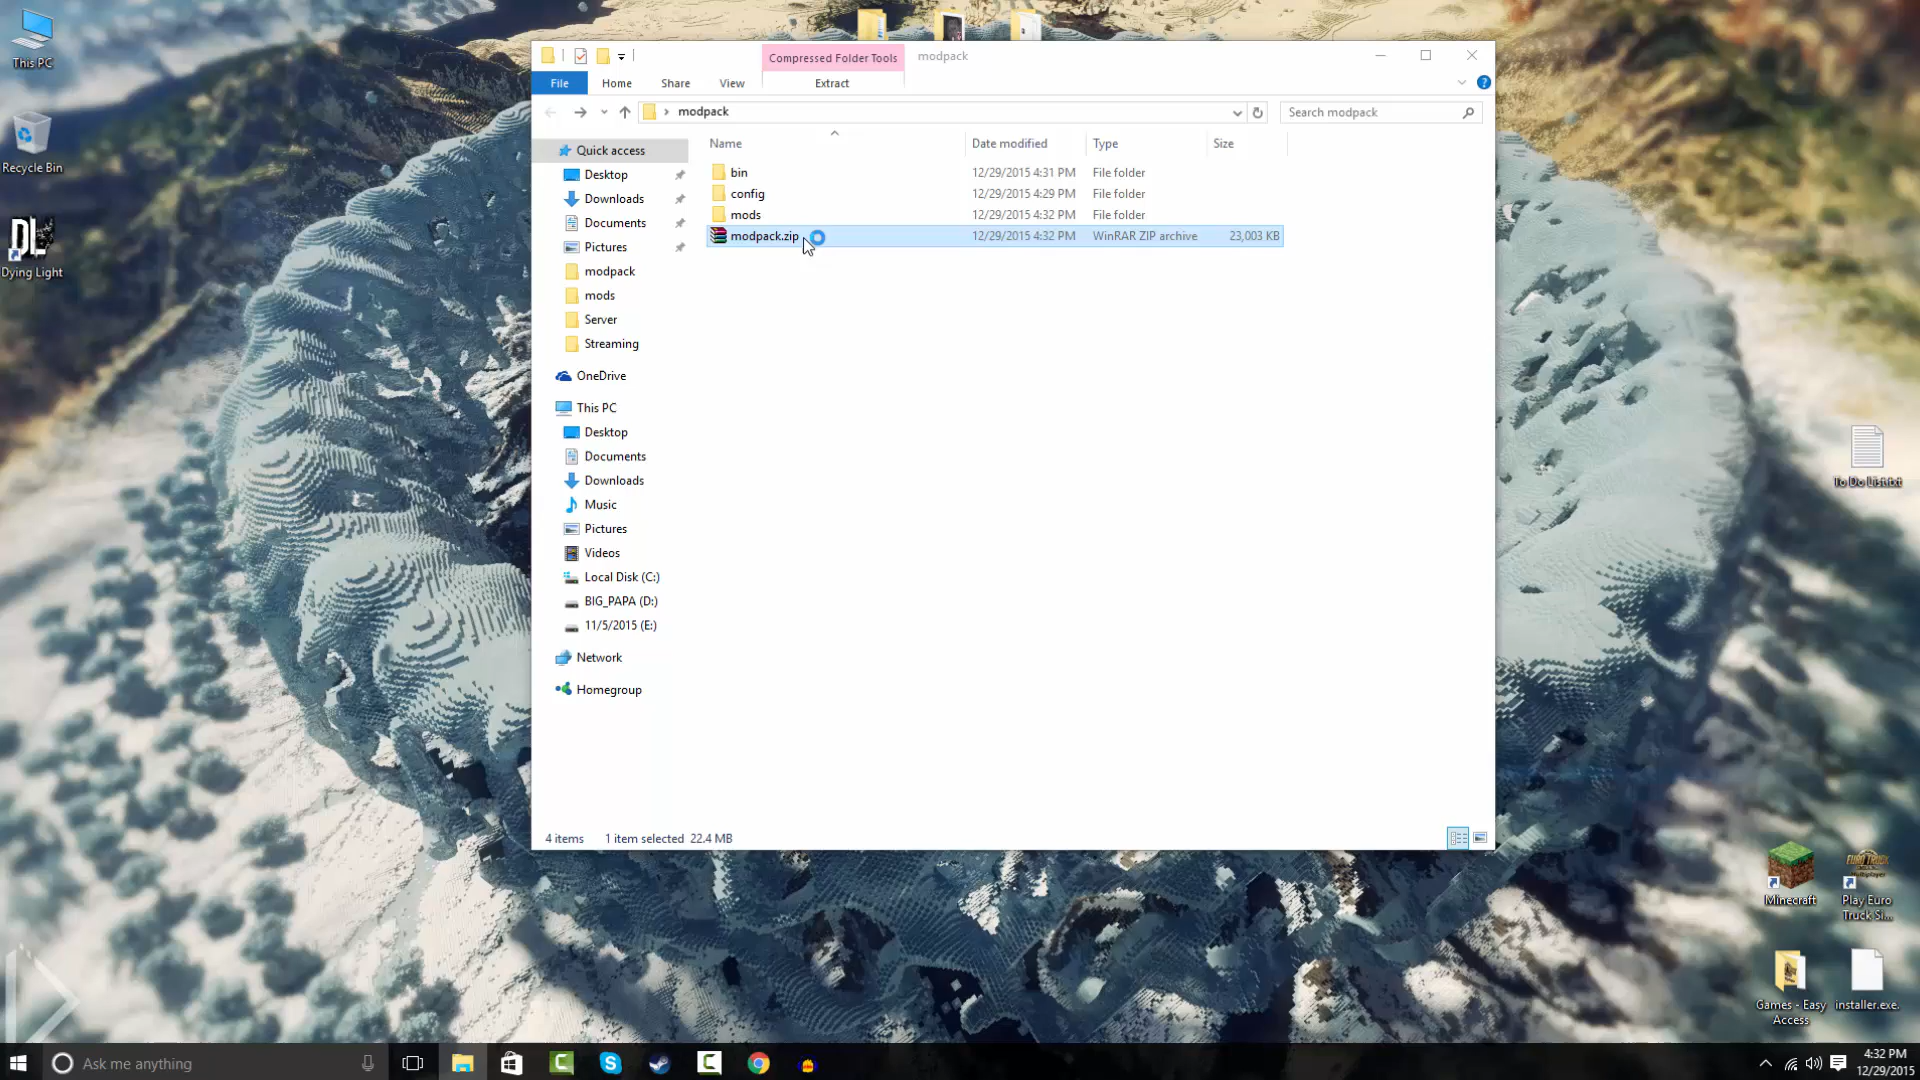 This PC
Recycle Bin
DL
Dying Light
Compressed Folder Tools
modpack
File
Home
Share
View
Extract
modpack
Search modpack
Name
Date modified
Type
Size
bin 12/29/2015 4:31 PM File folder
config 12/29/2015 4:29 PM File folder
mods 12/29/2015 4:32 PM File folder
modpack.zip 12/29/2015 4:32 PM WinRAR ZIP archive 23,003 KB
Quick access
Desktop
Downloads
Documents
Pictures
modpack
mods
Server
Streaming
OneDrive
This PC
Desktop
Documents
Downloads
Music
Pictures
Videos
Local Disk (C:)
BIG_PAPA (D:)
11/5/2015 (E:)
Network
Homegroup
4 items 1 item selected 22.4 MB
To Do List.txt
Minecraft
EURO TRUCK
Play Euro
Truck Si...
Games - Easy
Access
installer.exe.
Ask me anything
4:32 PM
12/29/2015